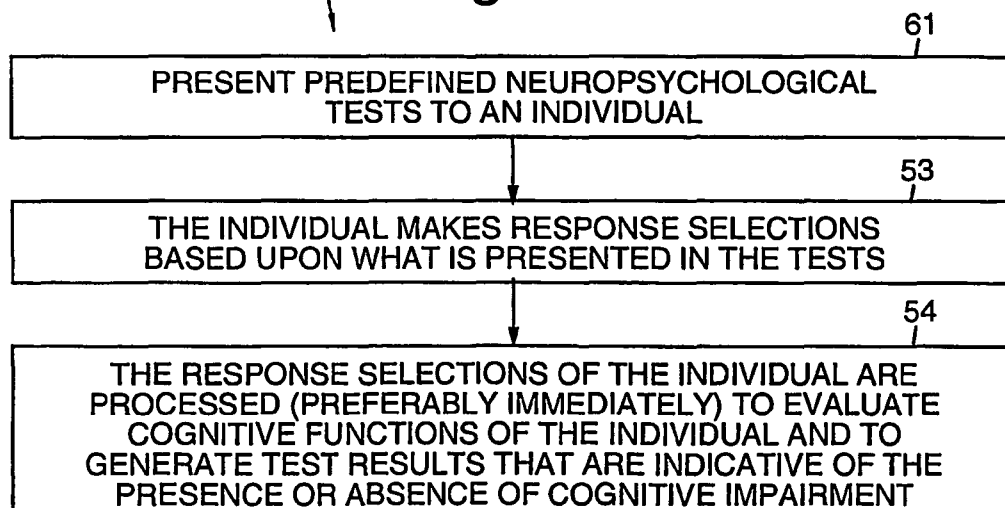 61
PRESENT PREDEFINED NEUROPSYCHOLOGICAL
TESTS TO AN INDIVIDUAL
53
THE INDIVIDUAL MAKES RESPONSE SELECTIONS
BASED UPON WHAT IS PRESENTED IN THE TESTS
54
THE RESPONSE SELECTIONS OF THE INDIVIDUAL ARE
PROCESSED (PREFERABLY IMMEDIATELY) TO EVALUATE
COGNITIVE FUNCTIONS OF THE INDIVIDUAL AND TO
GENERATE TEST RESULTS THAT ARE INDICATIVE OF THE
PRESENCE OR ABSENCE OF COGNITIVE IMPAIRMENT